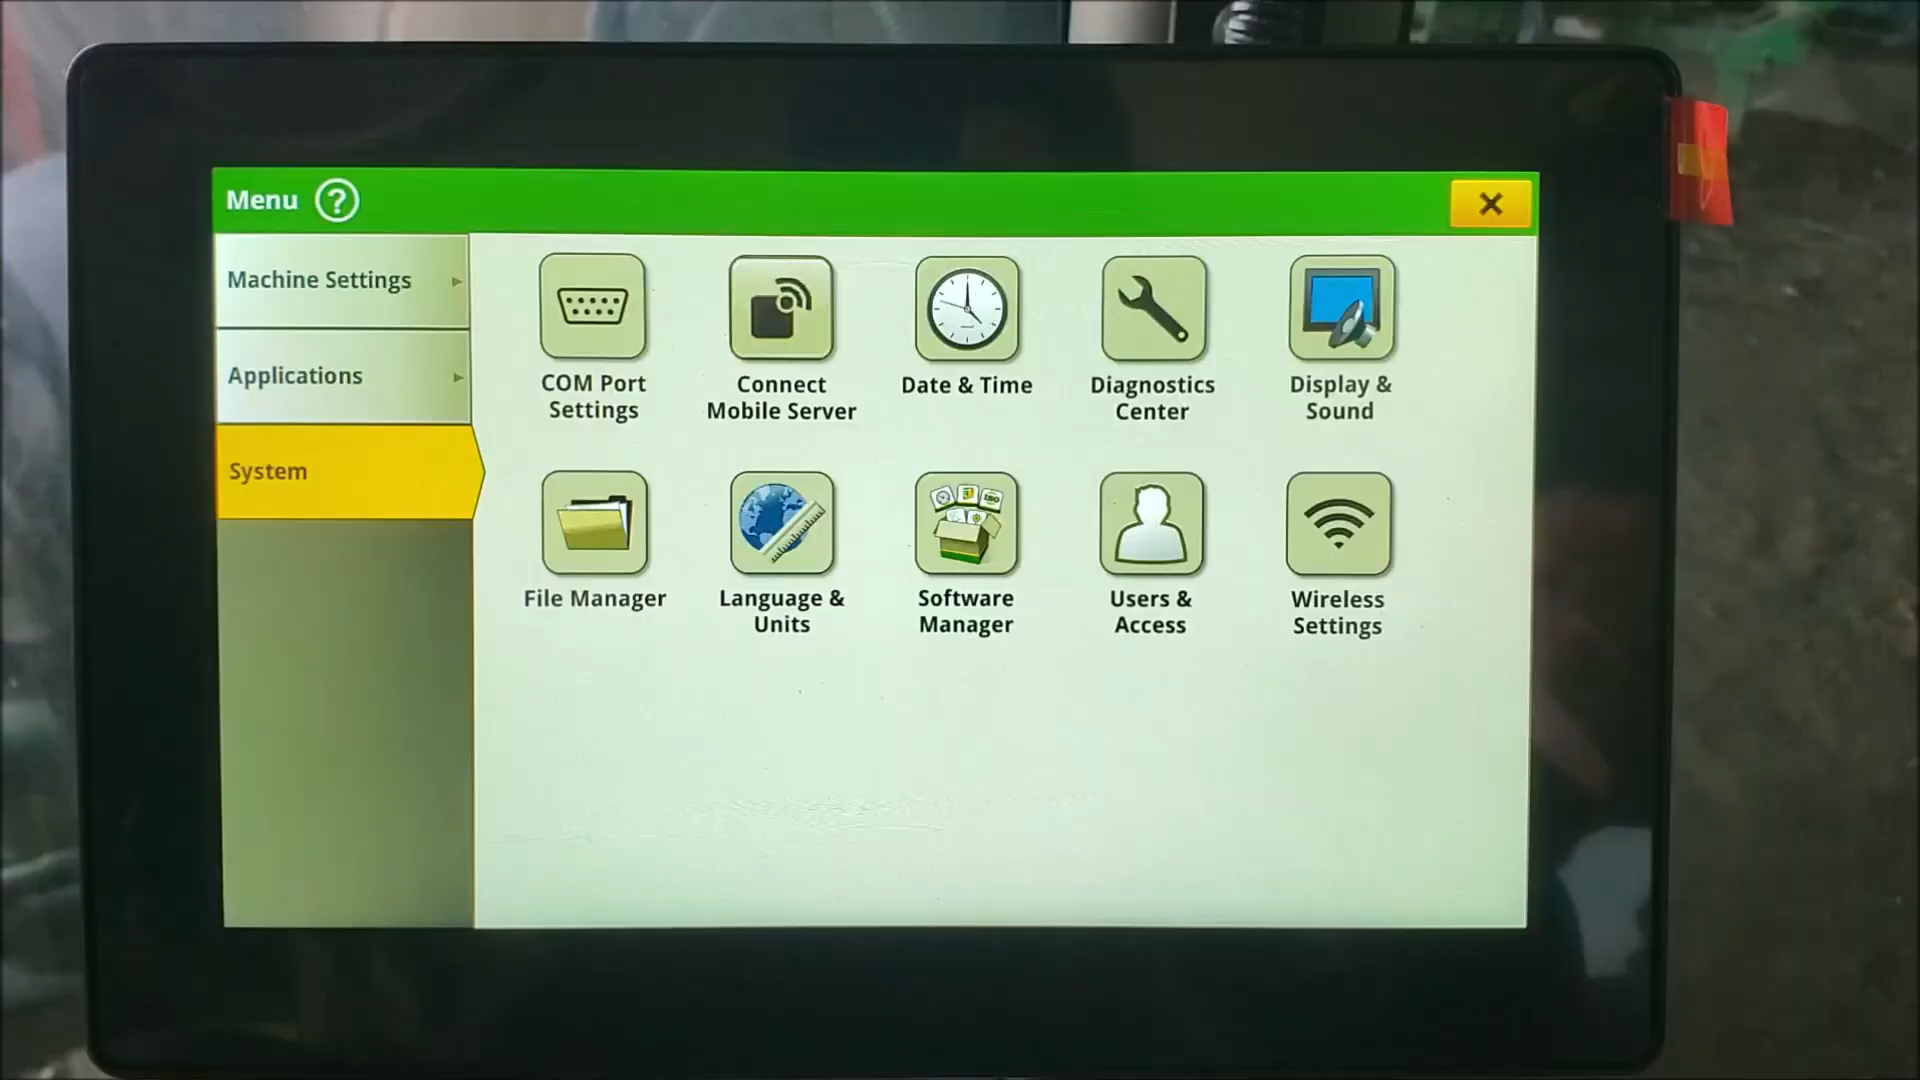 Menu ?
Machine Settings
Applications
System
COM Port
Settings
Connect
Mobile Server
Date & Time
Diagnostics
Center
Display &
Sound
File Manager
Language &
Units
Software
Manager
Users &
Access
Wireless
Settings